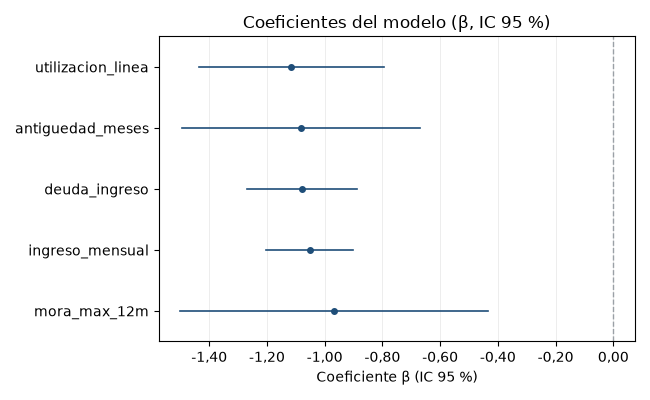 Coeficientes del modelo (β, IC 95 %)
utilizacion_linea
antiguedad_meses
deuda_ingreso
ingreso_mensual
mora_max_12m
-1,40 -1,20 -1,00 -0,80 -0,60 -0,40 -0,20 0,00
Coeficiente β (IC 95 %)